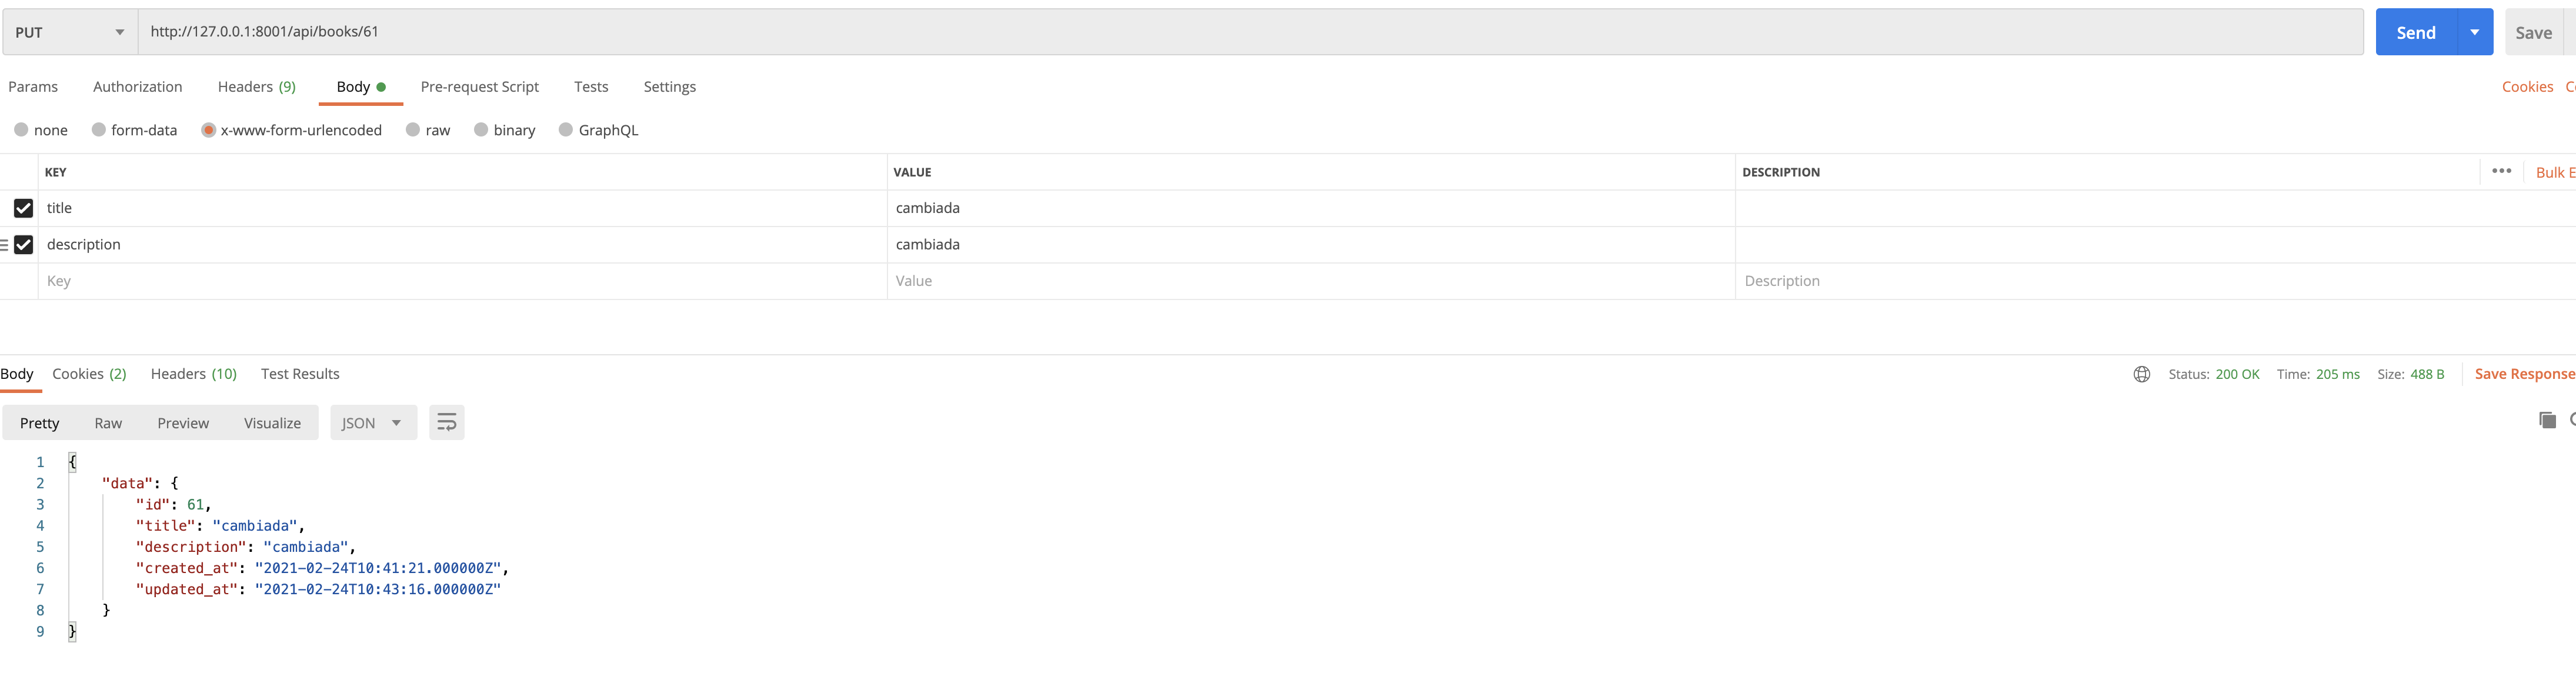 PUT http://127.0.0.1:8001/api/books/61 Send Save
Params Authorization Headers (9) Body Pre-request Script Tests Settings Cookies
none form-data x-www-form-urlencoded raw binary GraphQL
KEY VALUE DESCRIPTION ••• Bulk E
title cambiada
description cambiada
Key Value Description
Body Cookies (2) Headers (10) Test Results Status: 200 OK Time: 205 ms Size: 488 B Save Response
Pretty Raw Preview Visualize JSON
1 {
2 "data": {
3 "id": 61,
4 "title": "cambiada",
5 "description": "cambiada",
6 "created_at": "2021-02-24T10:41:21.000000Z",
7 "updated_at": "2021-02-24T10:43:16.000000Z"
8 }
9 }